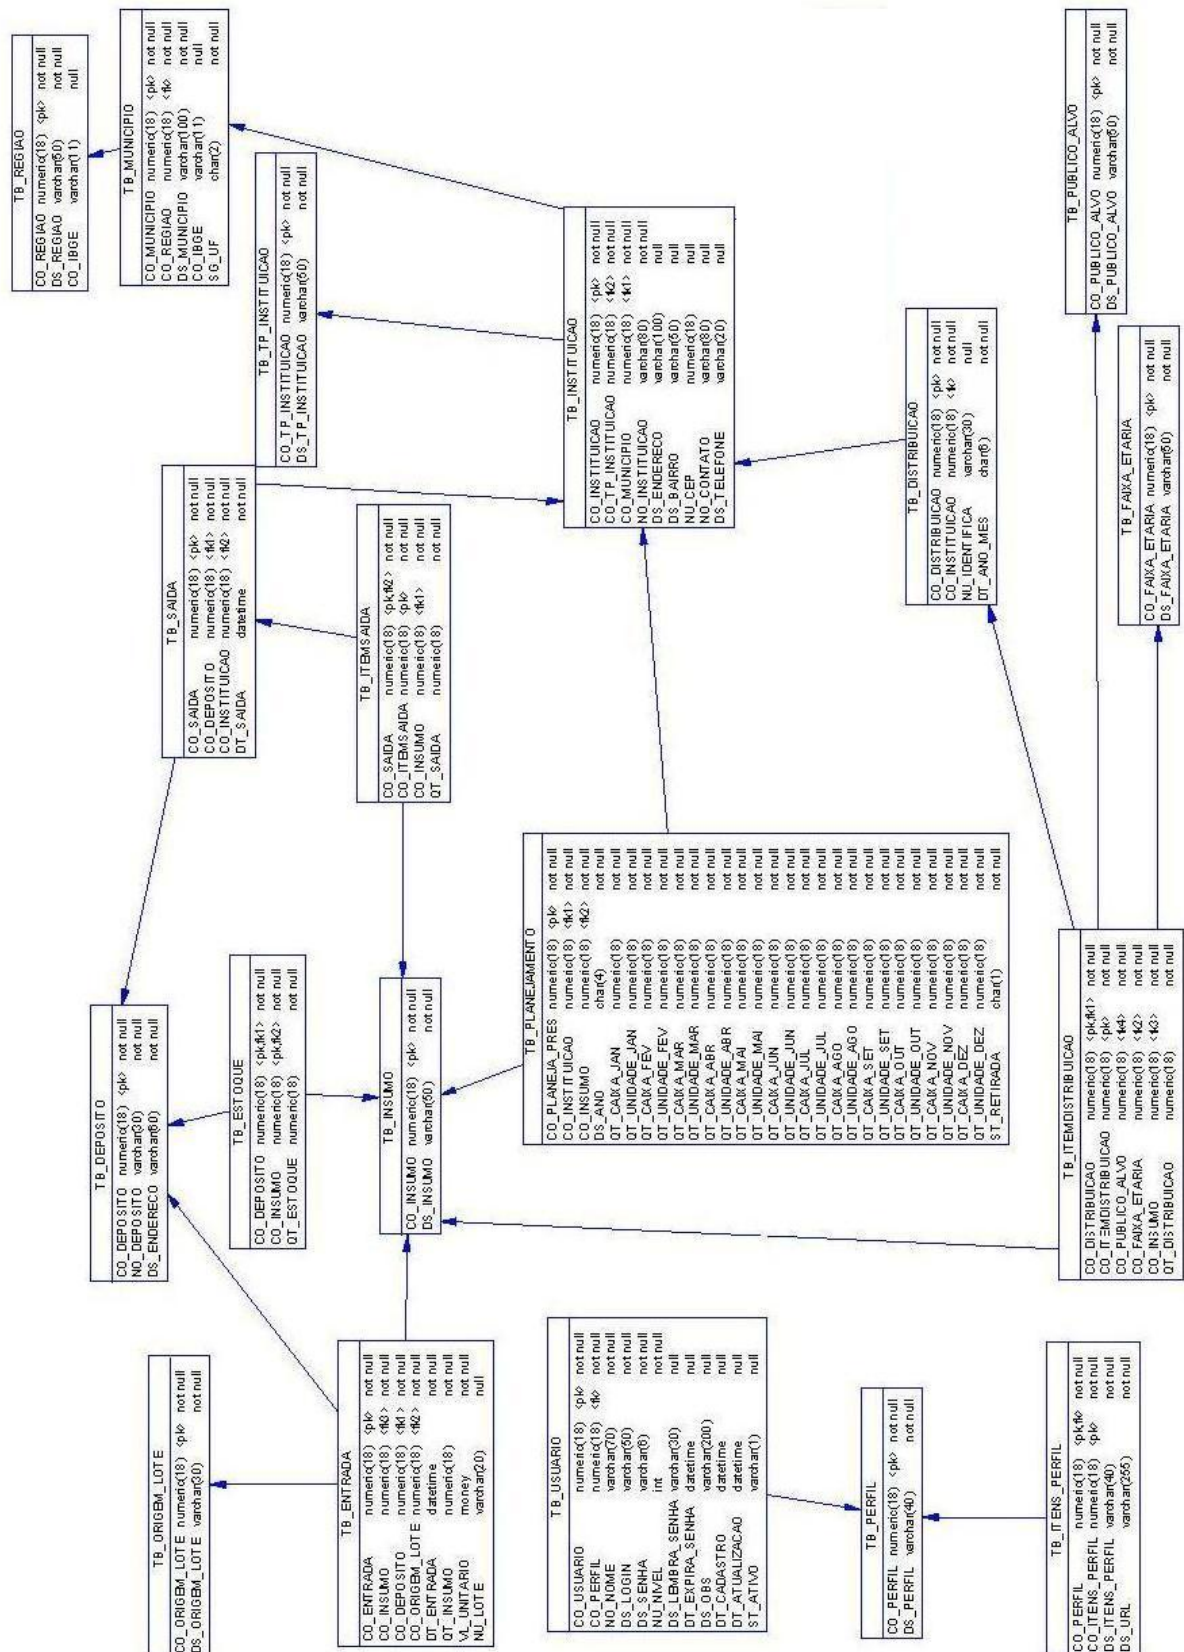 TB_REGIAO
CO_REGIAO numeric(18) <pk> not null
DS_REGIAO varchar(50) not null
CO_IBGE varchar(11) null
TB_MUNICIPIO
CO_MUNICIPIO numeric(18) <pk> not null
CO_REGIAO numeric(18) <fk> not null
DS_MUNICIPIO varchar(100) not null
CO_IBGE varchar(11) null
SG_UF char(2) not null
TB_TP_INSTITUICAO
CO_TP_INSTITUICAO numeric(18) <pk> not null
DS_TP_INSTITUICAO varchar(50) not null
TB_SAIDA
CO_SAIDA numeric(18) <pk> not null
CO_DEPOSITO numeric(18) <fk1> not null
CO_INSTITUICAO numeric(18) <fk2> not null
DT_SAIDA datetime not null
TB_ITEMSAIDA
CO_SAIDA numeric(18) <pk,fk2> not null
CO_ITEMSAIDA numeric(18) <pk> not null
CO_INSUMO numeric(18) <fk1> not null
QT_SAIDA numeric(18) not null
TB_INSTITUICAO
CO_INSTITUICAO numeric(18) <pk> not null
CO_TP_INSTITUICAO numeric(18) <fk2> not null
CO_MUNICIPIO numeric(18) <fk1> not null
NO_INSTITUICAO varchar(80) not null
DS_ENDERECO varchar(100) null
DS_BAIRRO varchar(50) null
NU_CEP numeric(18) null
NO_CONTATO varchar(80) null
DS_TELEFONE varchar(20) null
TB_DISTRIBUICAO
CO_DISTRIBUICAO numeric(18) <pk> not null
CO_INSTITUICAO numeric(18) <fk> not null
NU_IDENTIFICA varchar(30) null
DT_ANO_MES char(6) not null
TB_PUBLICO_ALVO
CO_PUBLICO_ALVO numeric(18) <pk> not null
DS_PUBLICO_ALVO varchar(50) not null
TB_FAIXA_ETARIA
CO_FAIXA_ETARIA numeric(18) <pk> not null
DS_FAIXA_ETARIA varchar(50) not null
TB_DEPOSITO
CO_DEPOSITO numeric(18) <pk> not null
NO_DEPOSITO varchar(30) not null
DS_ENDERECO varchar(60) not null
TB_ESTOQUE
CO_DEPOSITO numeric(18) <pk,fk1> not null
CO_INSUMO numeric(18) <pk,fk2> not null
QT_ESTOQUE numeric(18) not null
TB_INSUMO
CO_INSUMO numeric(18) <pk> not null
DS_INSUMO varchar(50) not null
TB_PLANEJAMENTO
CO_PLANEJA_PRES numeric(18) <pk> not null
CO_INSTITUICAO numeric(18) <fk1> not null
CO_INSUMO numeric(18) <fk2> not null
DS_ANO char(4) not null
QT_CAIXA_JAN numeric(18) not null
QT_UNIDADE_JAN numeric(18) not null
QT_CAIXA_FEV numeric(18) not null
QT_UNIDADE_FEV numeric(18) not null
QT_CAIXA_MAR numeric(18) not null
QT_UNIDADE_MAR numeric(18) not null
QT_CAIXA_ABR numeric(18) not null
QT_UNIDADE_ABR numeric(18) not null
QT_CAIXA_MAI numeric(18) not null
QT_UNIDADE_MAI numeric(18) not null
QT_CAIXA_JUN numeric(18) not null
QT_UNIDADE_JUN numeric(18) not null
QT_CAIXA_JUL numeric(18) not null
QT_UNIDADE_JUL numeric(18) not null
QT_CAIXA_AGO numeric(18) not null
QT_UNIDADE_AGO numeric(18) not null
QT_CAIXA_SET numeric(18) not null
QT_UNIDADE_SET numeric(18) not null
QT_CAIXA_OUT numeric(18) not null
QT_UNIDADE_OUT numeric(18) not null
QT_CAIXA_NOV numeric(18) not null
QT_UNIDADE_NOV numeric(18) not null
QT_CAIXA_DEZ numeric(18) not null
QT_UNIDADE_DEZ numeric(18) not null
ST_RETIRADA char(1) not null
TB_ITEMDISTRIBUICAO
CO_DISTRIBUICAO numeric(18) <pk,fk1> not null
CO_ITEMDISTRIBUICAO numeric(18) <pk> not null
CO_PUBLICO_ALVO numeric(18) <fk4> not null
CO_FAIXA_ETARIA numeric(18) <fk2> not null
CO_INSUMO numeric(18) <fk3> not null
QT_DISTRIBUICAO numeric(18) not null
TB_ORIGEM_LOTE
CO_ORIGEM_LOTE numeric(18) <pk> not null
DS_ORIGEM_LOTE varchar(30) not null
TB_ENTRADA
CO_ENTRADA numeric(18) <pk> not null
CO_INSUMO numeric(18) <fk3> not null
CO_DEPOSITO numeric(18) <fk1> not null
CO_ORIGEM_LOTE numeric(18) <fk2> not null
DT_ENTRADA datetime not null
QT_INSUMO numeric(18) not null
VL_UNITARIO money not null
NU_LOTE varchar(20) null
TB_USUARIO
CO_USUARIO numeric(18) <pk> not null
CO_PERFIL numeric(18) <fk> not null
NO_NOME varchar(70) not null
DS_LOGIN varchar(50) not null
DS_SENHA varchar(6) not null
NU_NIVEL int not null
DS_LEMBRA_SENHA varchar(30) null
DT_EXPIRA_SENHA datetime null
DS_OBS varchar(200) null
DT_CADASTRO datetime null
DT_ATUALIZACAO datetime null
ST_ATIVO varchar(1) null
TB_PERFIL
CO_PERFIL numeric(18) <pk> not null
DS_PERFIL varchar(40) not null
TB_ITENS_PERFIL
CO_PERFIL numeric(18) <pk,fk> not null
CO_ITENS_PERFIL numeric(18) <pk> not null
DS_ITENS_PERFIL varchar(40) not null
DS_URL varchar(255) not null